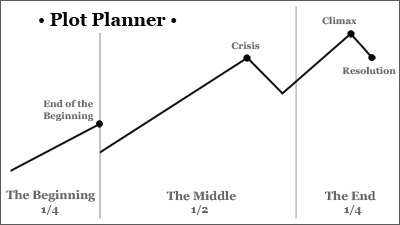 • Plot Planner •
Climax
Crisis
Resolution
End of the
Beginning
The Beginning
1/4
The Middle
1/2
The End
1/4